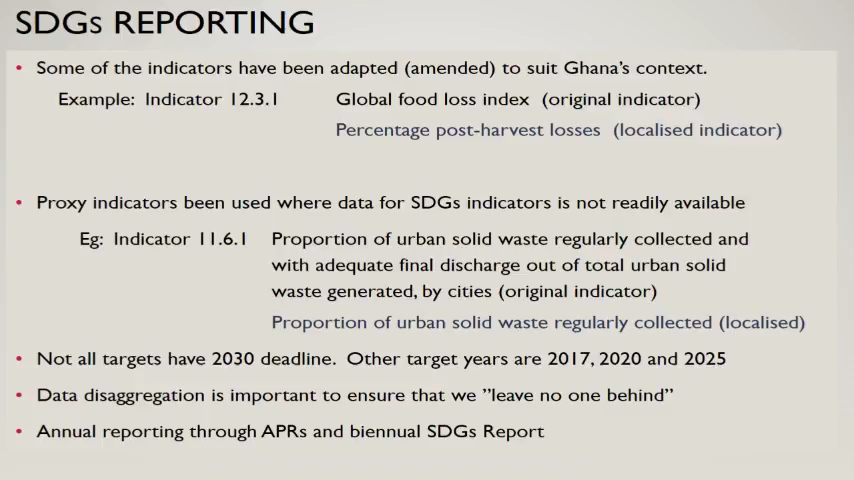 SDGs REPORTING
• Some of the indicators have been adapted (amended) to suit Ghana's context.
Example: Indicator 12.3.1 Global food loss index (original indicator)
Percentage post-harvest losses (localised indicator)
• Proxy indicators been used where data for SDGs indicators is not readily available
Eg: Indicator 11.6.1 Proportion of urban solid waste regularly collected and
with adequate final discharge out of total urban solid
waste generated, by cities (original indicator)
Proportion of urban solid waste regularly collected (localised)
• Not all targets have 2030 deadline. Other target years are 2017, 2020 and 2025
• Data disaggregation is important to ensure that we ”leave no one behind”
• Annual reporting through APRs and biennual SDGs Report